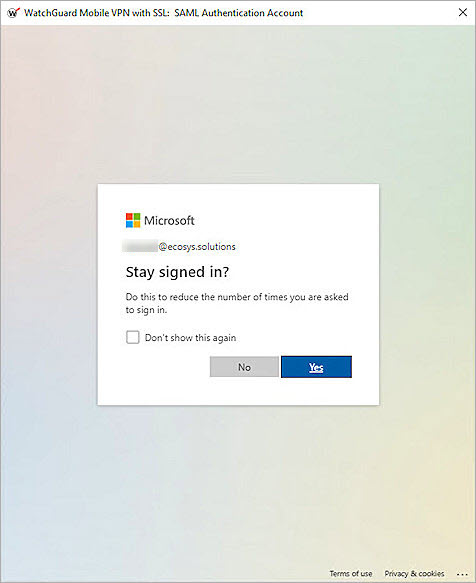 WatchGuard Mobile VPN with SSL: SAML Authentication Account
Microsoft
@ecosys.solutions
Stay signed in?
Do this to reduce the number of times you are asked
to sign in.
Don't show this again
No
Yes
Terms of use
Privacy & cookies
...